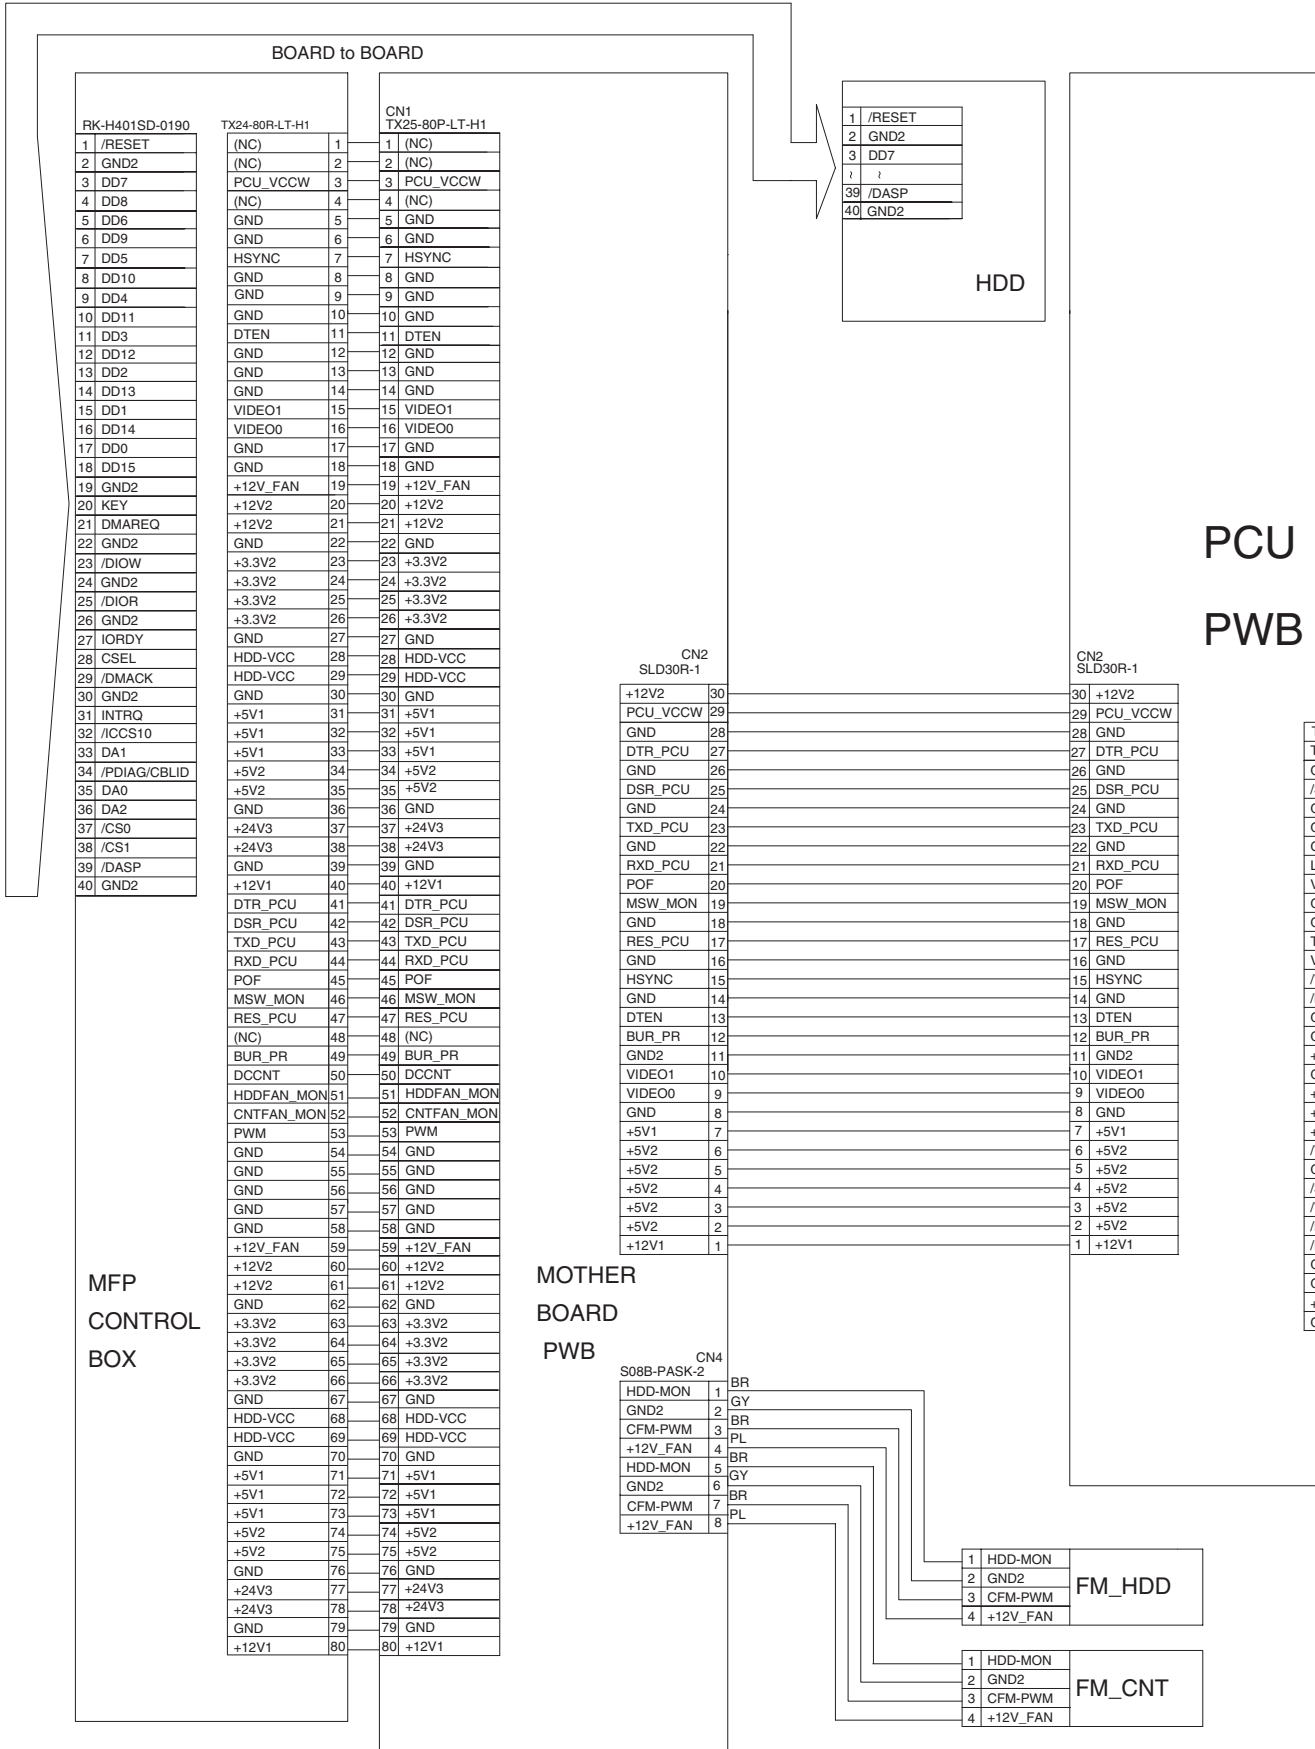 BOARD to BOARD
RK-H401SD-0190
1 /RESET
2 GND2
3 DD7
4 DD8
5 DD6
6 DD9
7 DD5
8 DD10
9 DD4
10 DD11
11 DD3
12 DD12
13 DD2
14 DD13
15 DD1
16 DD14
17 DD0
18 DD15
19 GND2
20 KEY
21 DMAREQ
22 GND2
23 /DIOW
24 GND2
25 /DIOR
26 GND2
27 IORDY
28 CSEL
29 /DMACK
30 GND2
31 INTRQ
32 /ICCS10
33 DA1
34 /PDIAG/CBLID
35 DA0
36 DA2
37 /CS0
38 /CS1
39 /DASP
40 GND2
MFP
CONTROL
BOX
CN1
TX24-80R-LT-H1 TX25-80P-LT-H1
(NC) 1 1 (NC)
(NC) 2 2 (NC)
PCU_VCCW 3 3 PCU_VCCW
(NC) 4 4 (NC)
GND 5 5 GND
GND 6 6 GND
HSYNC 7 7 HSYNC
GND 8 8 GND
GND 9 9 GND
GND 10 10 GND
DTEN 11 11 DTEN
GND 12 12 GND
GND 13 13 GND
GND 14 14 GND
VIDEO1 15 15 VIDEO1
VIDEO0 16 16 VIDEO0
GND 17 17 GND
GND 18 18 GND
+12V_FAN 19 19 +12V_FAN
+12V2 20 20 +12V2
+12V2 21 21 +12V2
GND 22 22 GND
+3.3V2 23 23 +3.3V2
+3.3V2 24 24 +3.3V2
+3.3V2 25 25 +3.3V2
+3.3V2 26 26 +3.3V2
GND 27 27 GND
HDD-VCC 28 28 HDD-VCC
HDD-VCC 29 29 HDD-VCC
GND 30 30 GND
+5V1 31 31 +5V1
+5V1 32 32 +5V1
+5V1 33 33 +5V1
+5V2 34 34 +5V2
+5V2 35 35 +5V2
GND 36 36 GND
+24V3 37 37 +24V3
+24V3 38 38 +24V3
GND 39 39 GND
+12V1 40 40 +12V1
DTR_PCU 41 41 DTR_PCU
DSR_PCU 42 42 DSR_PCU
TXD_PCU 43 43 TXD_PCU
RXD_PCU 44 44 RXD_PCU
POF 45 45 POF
MSW_MON 46 46 MSW_MON
RES_PCU 47 47 RES_PCU
(NC) 48 48 (NC)
BUR_PR 49 49 BUR_PR
DCCNT 50 50 DCCNT
HDDFAN_MON 51 51 HDDFAN_MON
CNTFAN_MON 52 52 CNTFAN_MON
PWM 53 53 PWM
GND 54 54 GND
GND 55 55 GND
GND 56 56 GND
GND 57 57 GND
GND 58 58 GND
+12V_FAN 59 59 +12V_FAN
+12V2 60 60 +12V2
+12V2 61 61 +12V2
GND 62 62 GND
+3.3V2 63 63 +3.3V2
+3.3V2 64 64 +3.3V2
+3.3V2 65 65 +3.3V2
+3.3V2 66 66 +3.3V2
GND 67 67 GND
HDD-VCC 68 68 HDD-VCC
HDD-VCC 69 69 HDD-VCC
GND 70 70 GND
+5V1 71 71 +5V1
+5V1 72 72 +5V1
+5V1 73 73 +5V1
+5V2 74 74 +5V2
+5V2 75 75 +5V2
GND 76 76 GND
+24V3 77 77 +24V3
+24V3 78 78 +24V3
GND 79 79 GND
+12V1 80 80 +12V1
1 /RESET
2 GND2
3 DD7
~ ~
39 /DASP
40 GND2
HDD
PCU
PWB
CN2 CN2
SLD30R-1 SLD30R-1
+12V2 30 30 +12V2
PCU_VCCW 29 29 PCU_VCCW
GND 28 28 GND
DTR_PCU 27 27 DTR_PCU
GND 26 26 GND
DSR_PCU 25 25 DSR_PCU
GND 24 24 GND
TXD_PCU 23 23 TXD_PCU
GND 22 22 GND
RXD_PCU 21 21 RXD_PCU
POF 20 20 POF
MSW_MON 19 19 MSW_MON
GND 18 18 GND
RES_PCU 17 17 RES_PCU
GND 16 16 GND
HSYNC 15 15 HSYNC
GND 14 14 GND
DTEN 13 13 DTEN
BUR_PR 12 12 BUR_PR
GND2 11 11 GND2
VIDEO1 10 10 VIDEO1
VIDEO0 9 9 VIDEO0
GND 8 8 GND
+5V1 7 7 +5V1
+5V2 6 6 +5V2
+5V2 5 5 +5V2
+5V2 4 4 +5V2
+5V2 3 3 +5V2
+5V2 2 2 +5V2
+12V1 1 1 +12V1
MOTHER
BOARD
PWB
CN4
S08B-PASK-2
HDD-MON 1 BR
GND2 2 GY
CFM-PWM 3 BR
+12V_FAN 4 PL
HDD-MON 5 BR
GND2 6 GY
CFM-PWM 7 BR
+12V_FAN 8 PL
1 HDD-MON
2 GND2
3 CFM-PWM
4 +12V_FAN
FM_HDD
1 HDD-MON
2 GND2
3 CFM-PWM
4 +12V_FAN
FM_CNT